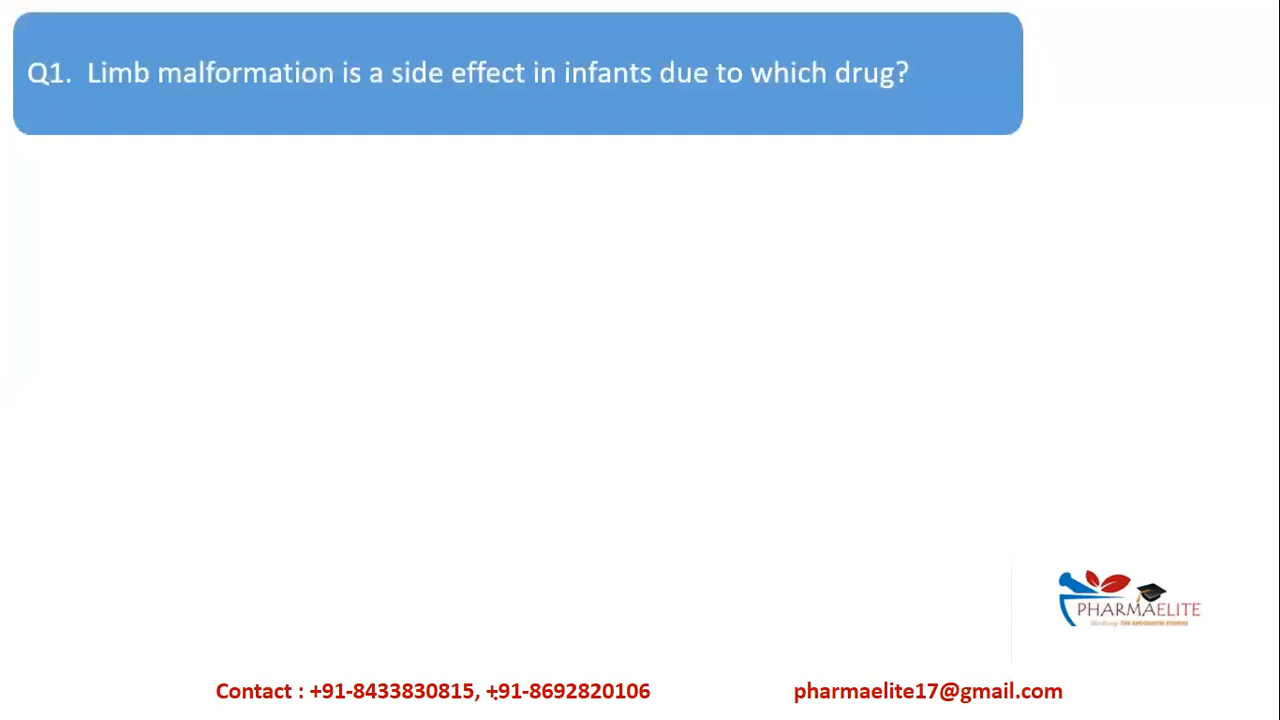 Q1. Limb malformation is a side effect in infants due to which drug?
PHARMAELITE
Contact : +91-8433830815, +91-8692820106 pharmaelite17@gmail.com